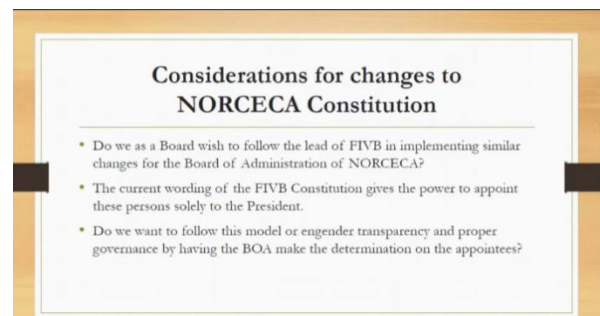 Considerations for changes to
NORCECA Constitution
• Do we as a Board wish to follow the lead of FIVB in implementing similar
changes for the Board of Administration of NORCECA?
• The current wording of the FIVB Constitution gives the power to appoint
these persons solely to the President.
• Do we want to follow this model or engender transparency and proper
governance by having the BOA make the determination on the appointees?